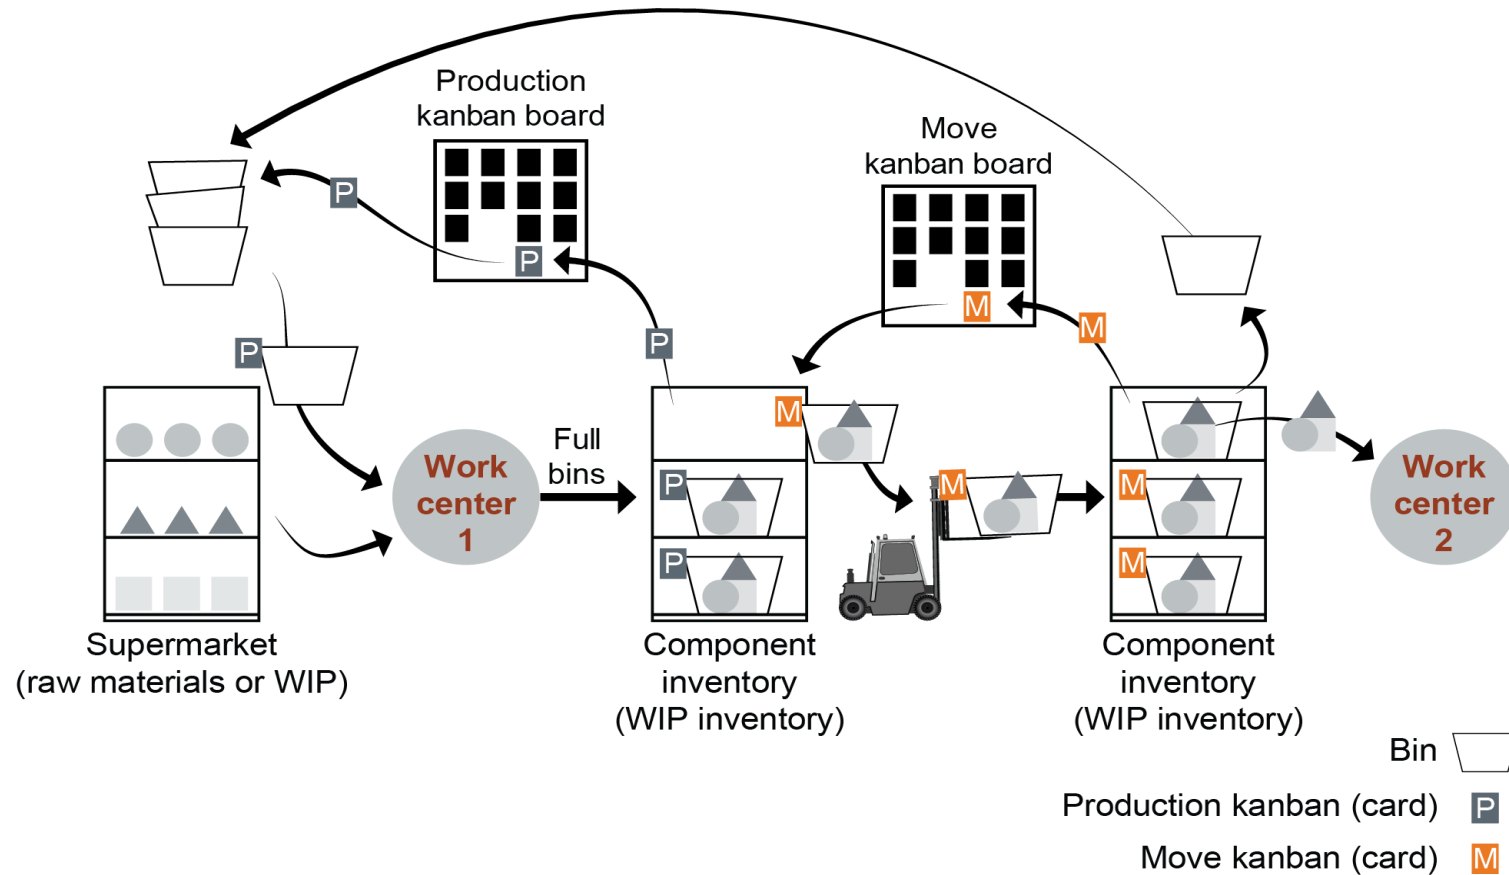 Production
kanban board
Move
kanban board
P
P
M
M
P
P
M
Full
bins
Work
center
1
P
M
M
Work
center
2
P
M
Supermarket
(raw materials or WIP)
Component
inventory
(WIP inventory)
Component
inventory
(WIP inventory)
Bin
Production kanban (card) P
Move kanban (card) M